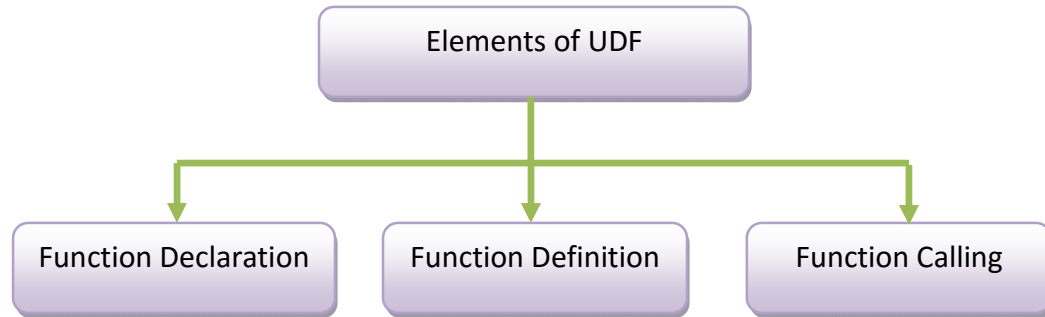 Elements of UDF
Function Declaration
Function Definition
Function Calling